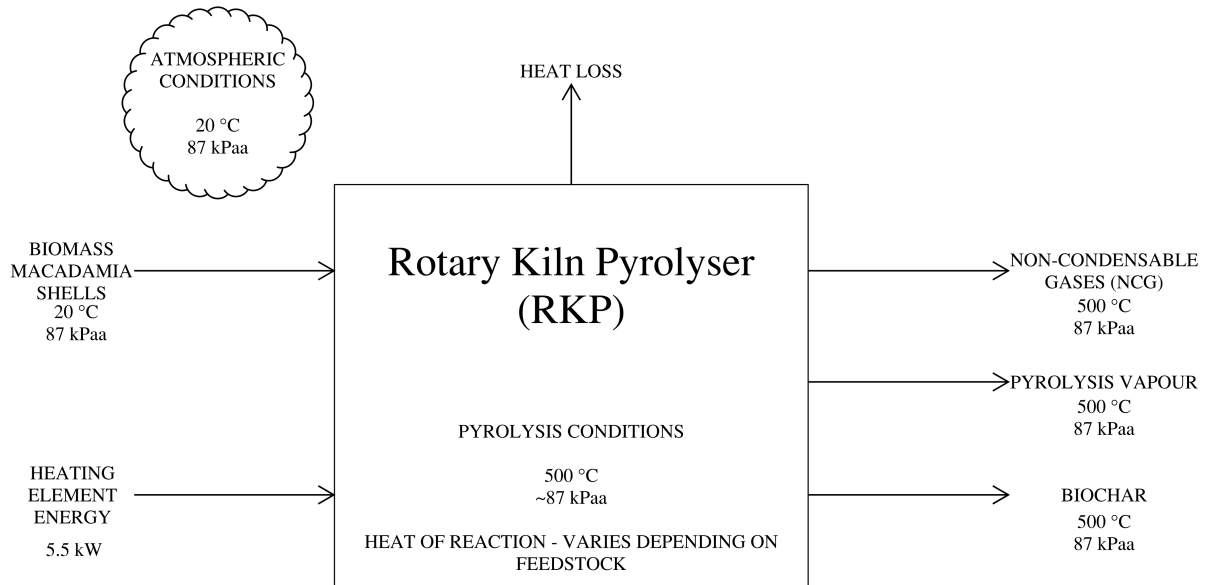 ATMOSPHERIC
CONDITIONS
20 °C
87 kPaa
HEAT LOSS
BIOMASS
MACADAMIA
SHELLS
20 °C
87 kPaa
Rotary Kiln Pyrolyser
(RKP)
NON-CONDENSABLE
GASES (NCG)
500 °C
87 kPaa
PYROLYSIS VAPOUR
500 °C
87 kPaa
PYROLYSIS CONDITIONS
500 °C
~87 kPaa
HEAT OF REACTION - VARIES DEPENDING ON
FEEDSTOCK
HEATING
ELEMENT
ENERGY
5.5 kW
BIOCHAR
500 °C
87 kPaa